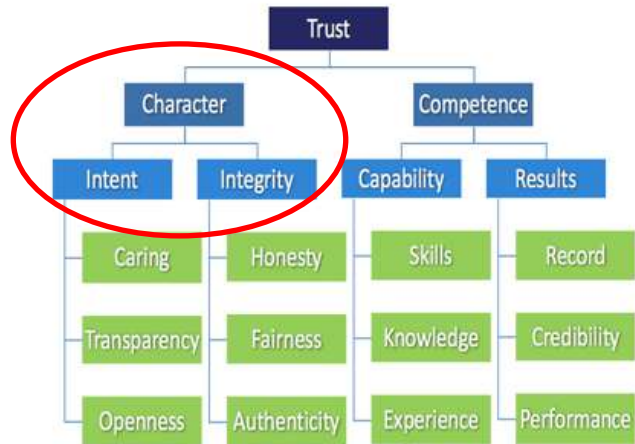 Trust
Character
Competence
Intent
Integrity
Capability
Results
Caring
Honesty
Skills
Record
Transparency
Fairness
Knowledge
Credibility
Openness
Authenticity
Experience
Performance